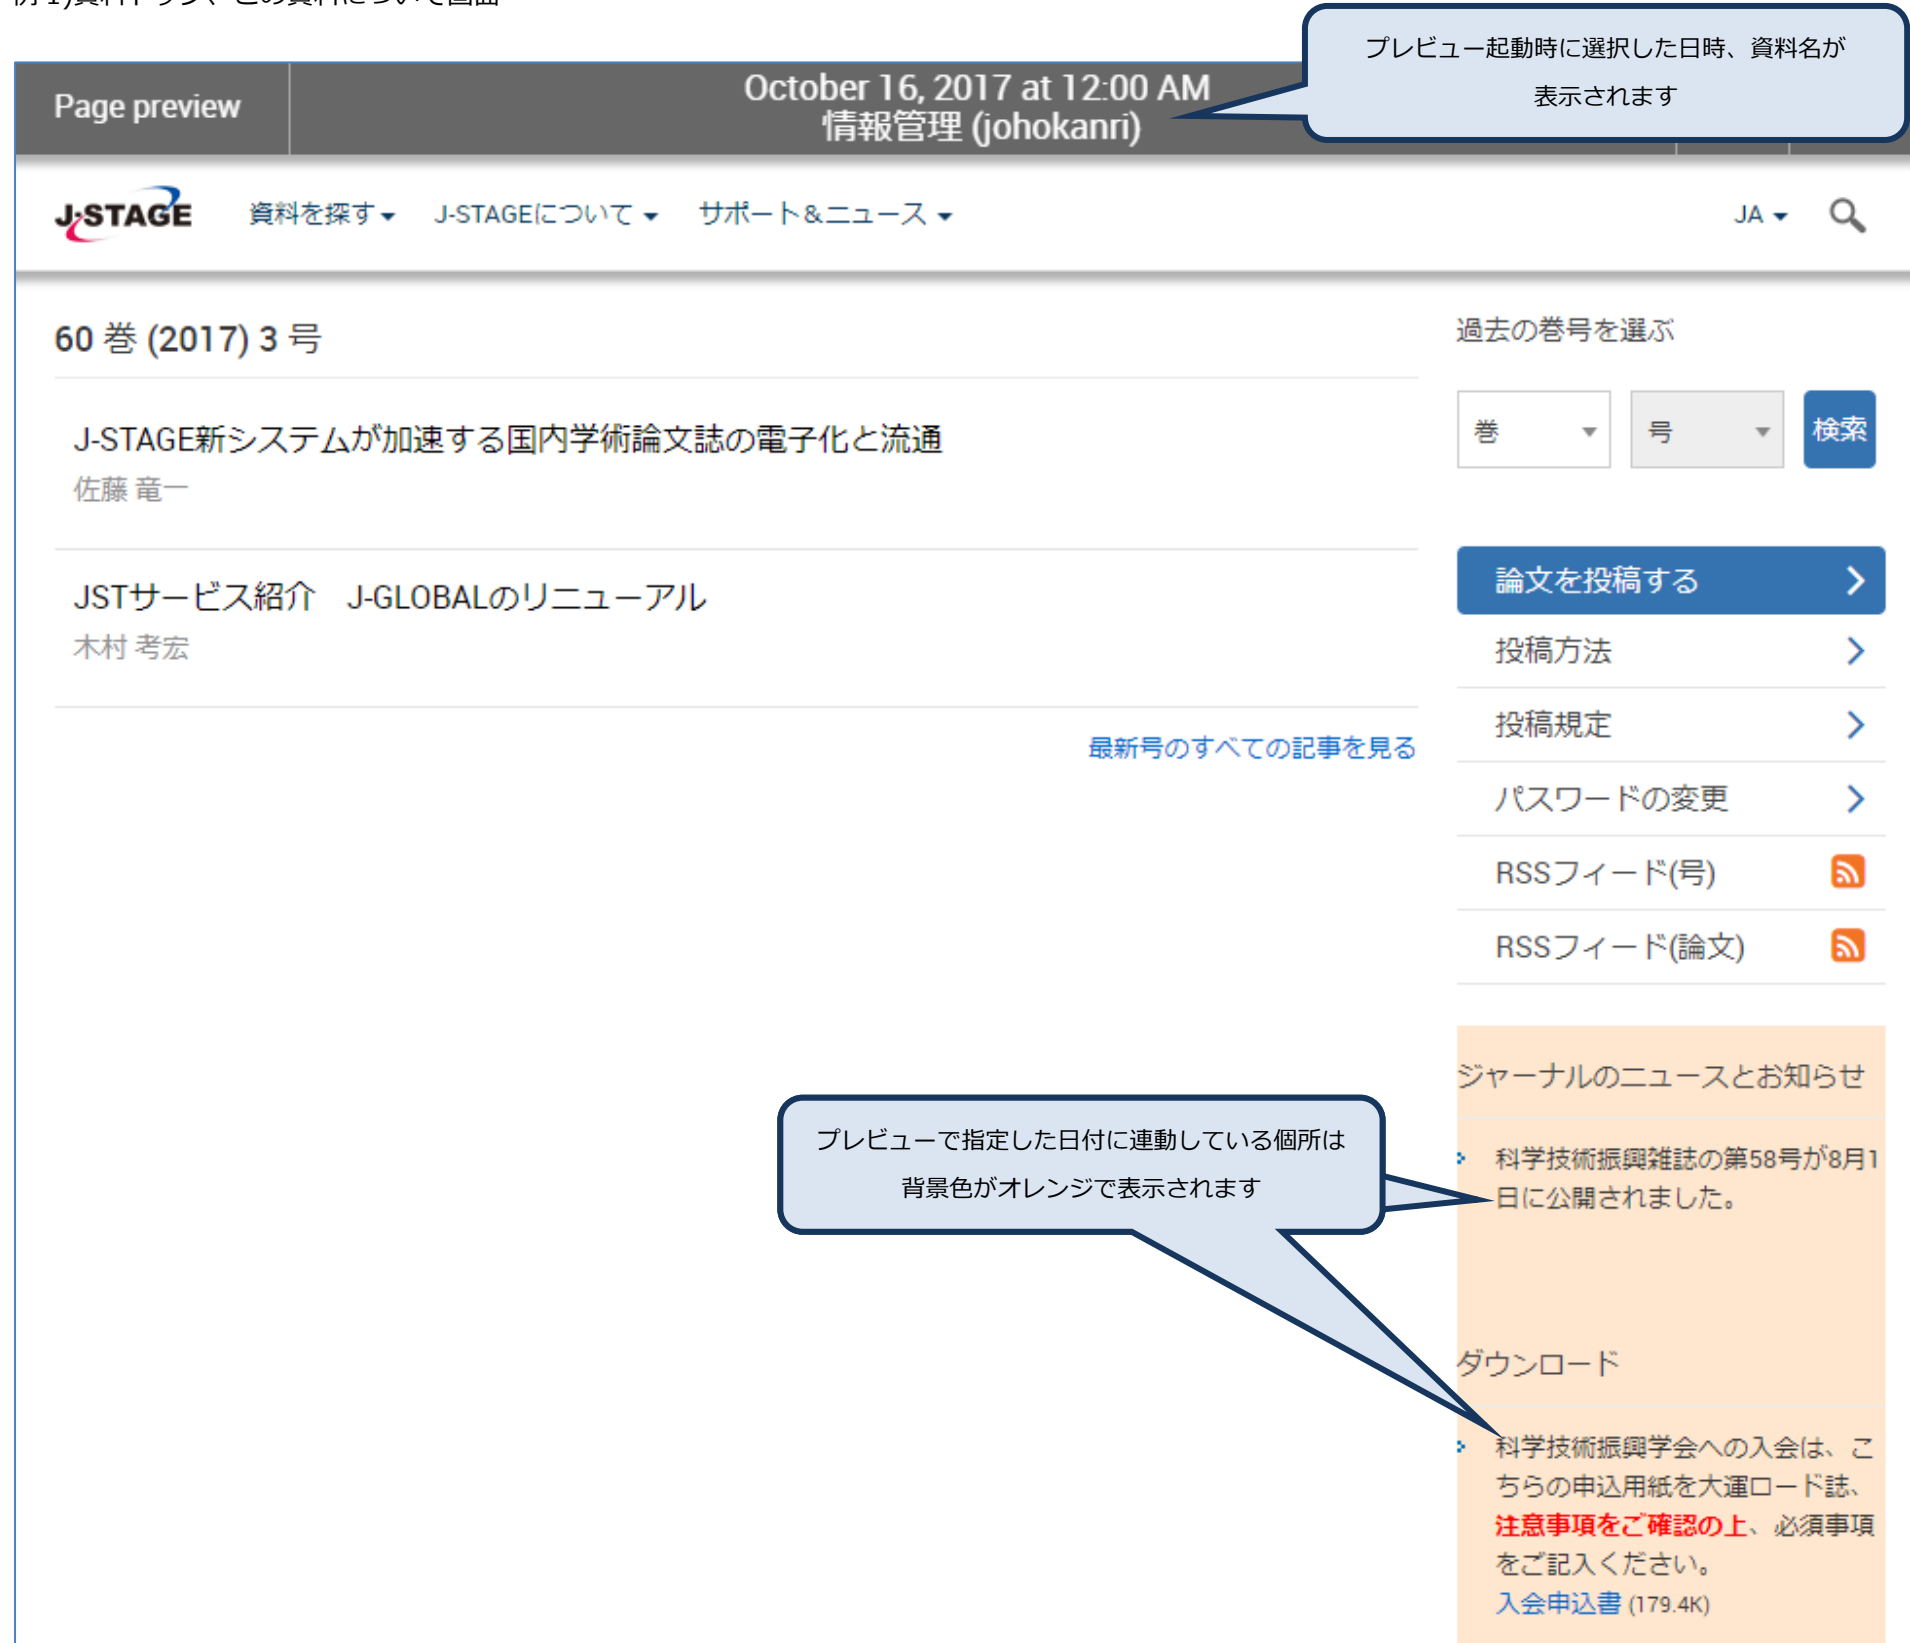 プレビュー起動時に選択した日時、資料名が
表示されます
Page preview
October 16, 2017 at 12:00 AM
情報管理 (johokanri)
J-STAGE
資料を探す
J-STAGEについて
サポート&ニュース
JA
60 巻 (2017) 3 号
J-STAGE新システムが加速する国内学術論文誌の電子化と流通
佐藤 竜一
JSTサービス紹介　J-GLOBALのリニューアル
木村 考宏
最新号のすべての記事を見る
過去の巻号を選ぶ
巻
号
検索
論文を投稿する
投稿方法
投稿規定
パスワードの変更
RSSフィード(号)
RSSフィード(論文)
ジャーナルのニュースとお知らせ
科学技術振興雑誌の第58号が8月1
日に公開されました。
プレビューで指定した日付に連動している個所は
背景色がオレンジで表示されます
ダウンロード
科学技術振興学会への入会は、こ
ちらの申込用紙を大運ロード誌、
注意事項をご確認の上、必須事項
をご記入ください。
入会申込書 (179.4K)